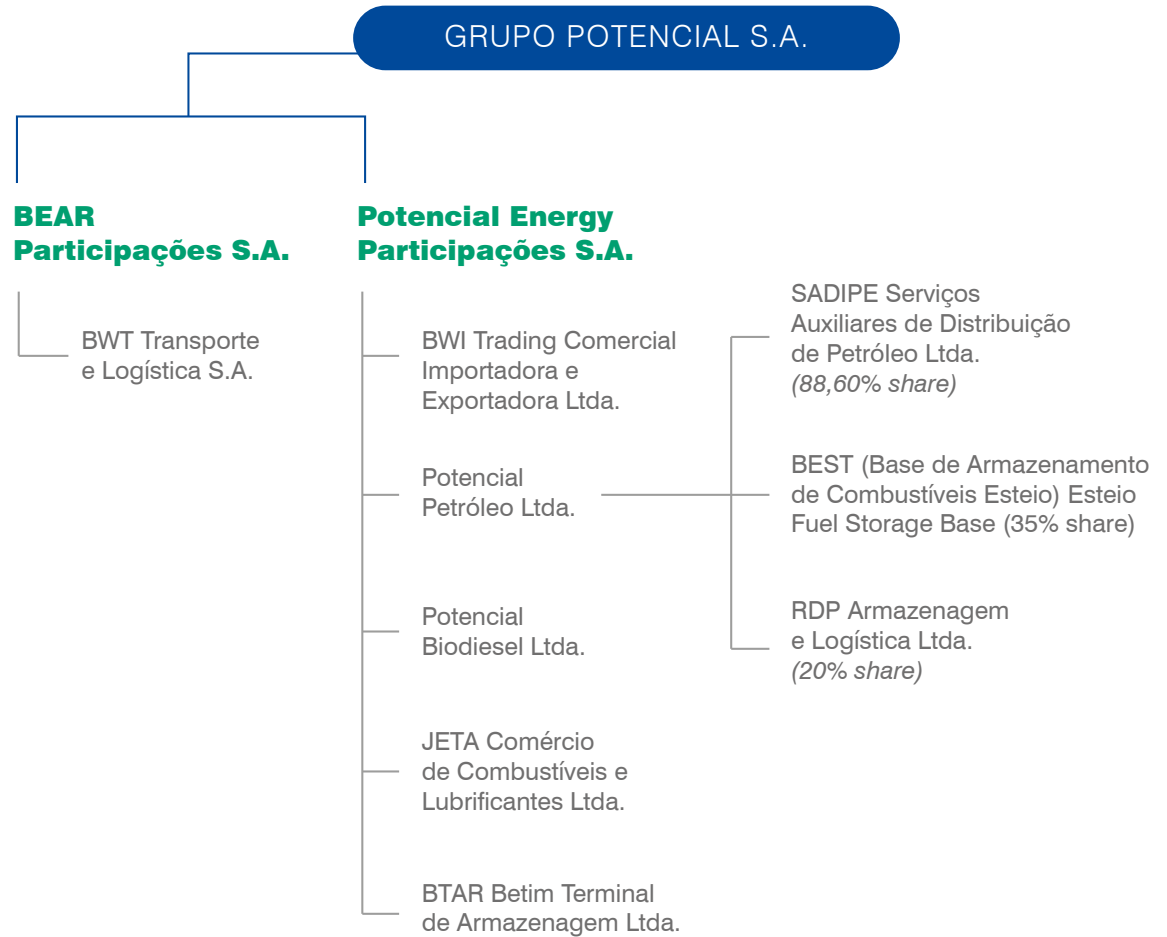 GRUPO POTENCIAL S.A.
BEAR
Participações S.A.
BWT Transporte
e Logística S.A.
Potencial Energy
Participações S.A.
BWI Trading Comercial
Importadora e
Exportadora Ltda.
Potencial
Petróleo Ltda.
Potencial
Biodiesel Ltda.
JETA Comércio
de Combustíveis e
Lubrificantes Ltda.
BTAR Betim Terminal
de Armazenagem Ltda.
SADIPE Serviços
Auxiliares de Distribuição
de Petróleo Ltda.
(88,60% share)
BEST (Base de Armazenamento
de Combustíveis Esteio) Esteio
Fuel Storage Base (35% share)
RDP Armazenagem
e Logística Ltda.
(20% share)